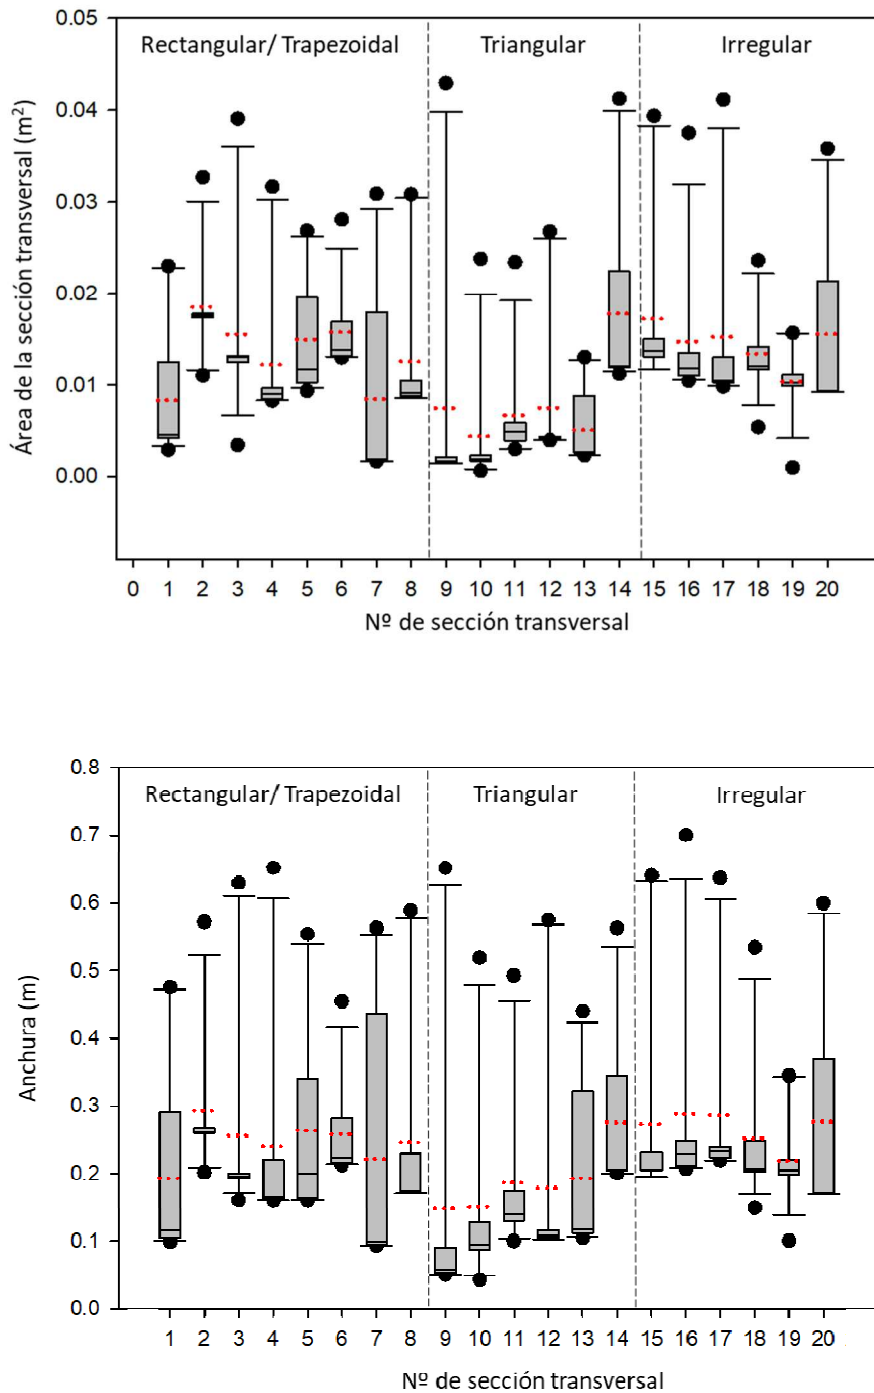 Rectangular/ Trapezoidal Triangular Irregular
Área de la sección transversal (m²)
0.05
0.04
0.03
0.02
0.01
0.00
0 1 2 3 4 5 6 7 8 9 10 11 12 13 14 15 16 17 18 19 20
Nº de sección transversal
Rectangular/ Trapezoidal Triangular Irregular
Anchura (m)
0.8
0.7
0.6
0.5
0.4
0.3
0.2
0.1
0.0
1 2 3 4 5 6 7 8 9 10 11 12 13 14 15 16 17 18 19 20
Nº de sección transversal